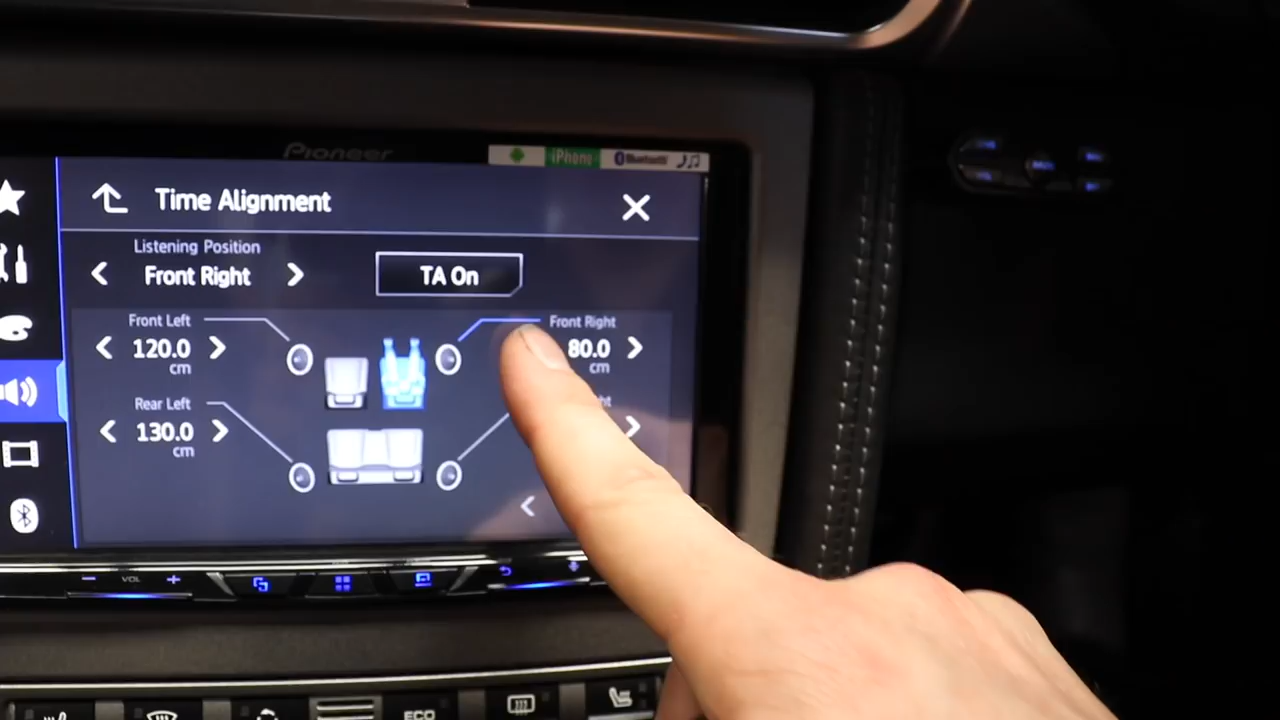 Pioneer
iPhone
Bluetooth
Time Alignment
Listening Position
Front Right
TA On
Front Left
120.0
cm
Front Right
80.0
cm
Rear Left
130.0
cm
VOL
ECO